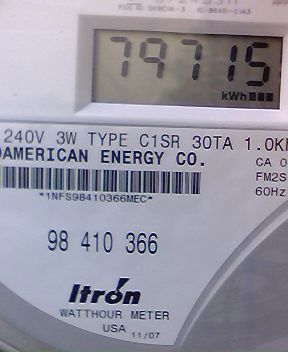 79715
kWh
240V 3W TYPE C1SR 30TA 1.0K
AMERICAN ENERGY CO.
CA 0
FM2S
60Hz
*1NFS98410366MEC*
98 410 366
Itrón
WATTHOUR METER
USA 11/07